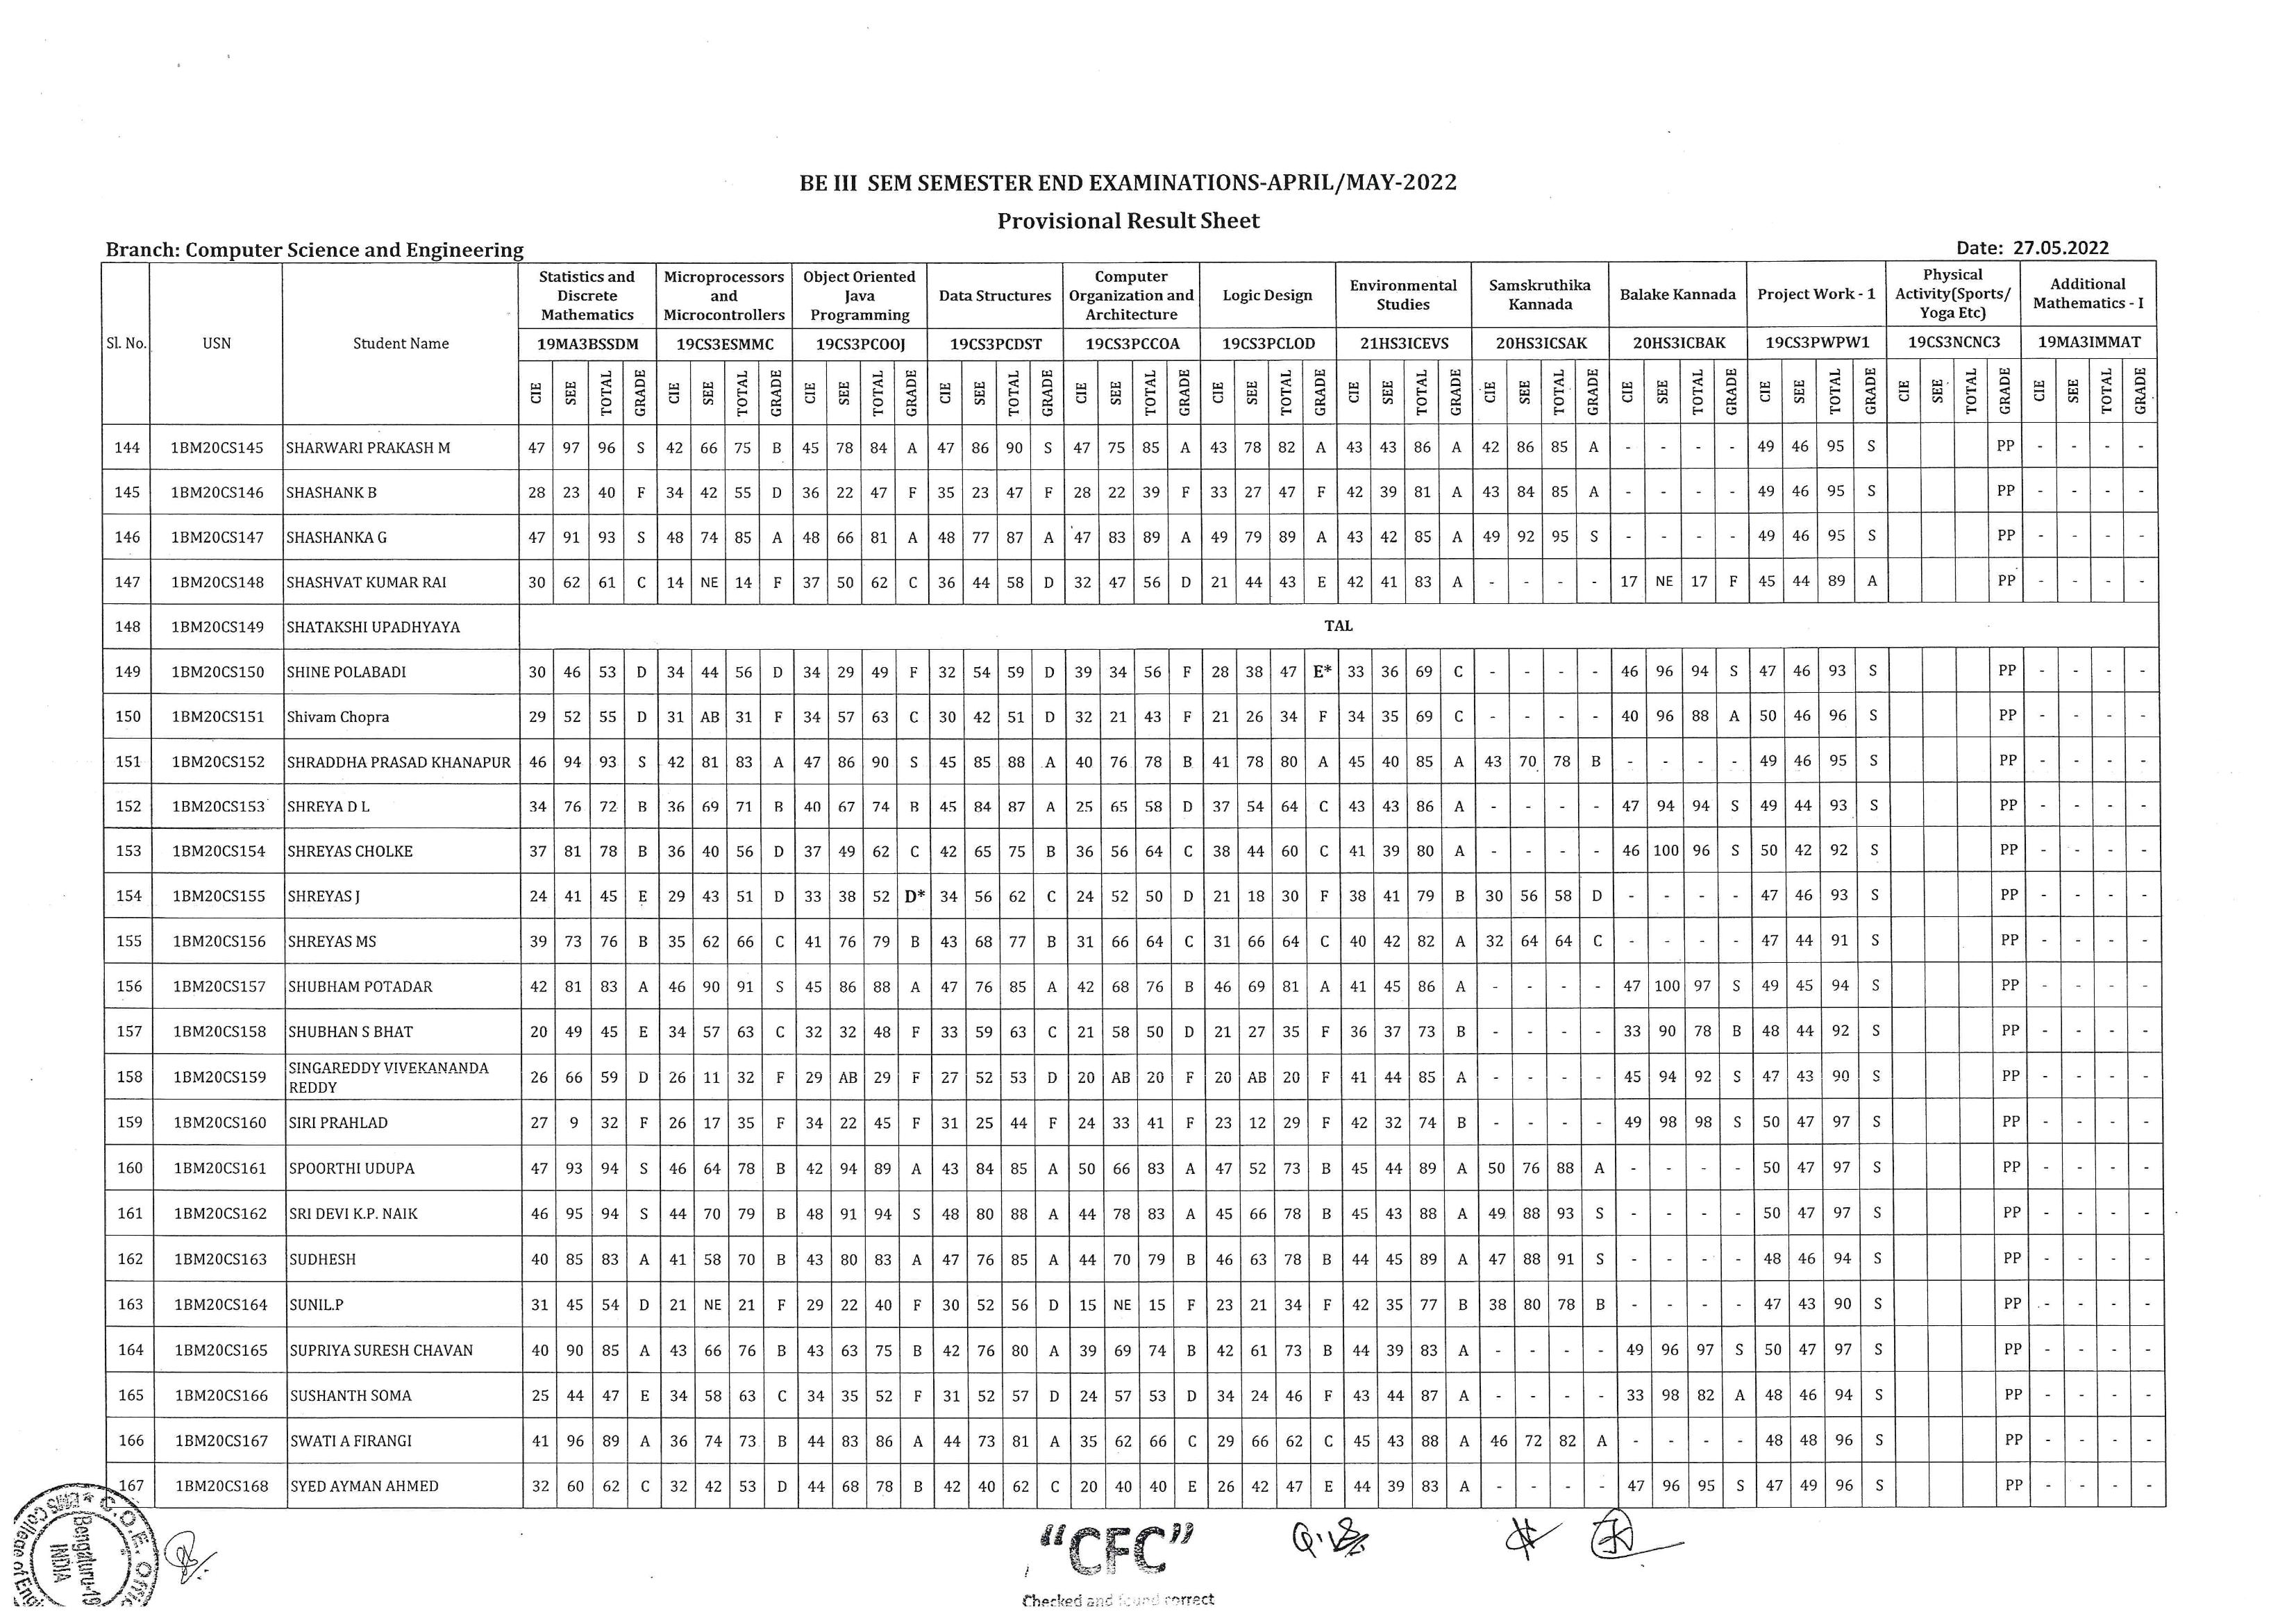 BE III SEM SEMESTER END EXAMINATIONS-APRIL/MAY-2022
Provisional Result Sheet
Branch: Computer Science and Engineering Date: 27.05.2022
Sl. No. USN Student Name Statistics and Discrete Mathematics Microprocessors and Microcontrollers Object Oriented Java Programming Data Structures Computer Organization and Architecture Logic Design Environmental Studies Samskruthika Kannada Balake Kannada Project Work - 1 Physical Activity(Sports/ Yoga Etc) Additional Mathematics - I
19MA3BSSDM 19CS3ESMMC 19CS3PCOOJ 19CS3PCDST 19CS3PCCOA 19CS3PCLOD 21HS3ICEVS 20HS3ICSAK 20HS3ICBAK 19CS3PWPW1 19CS3NCNC3 19MA3IMMAT
CIE SEE TOTAL GRADE CIE SEE TOTAL GRADE CIE SEE TOTAL GRADE CIE SEE TOTAL GRADE CIE SEE TOTAL GRADE CIE SEE TOTAL GRADE CIE SEE TOTAL GRADE CIE SEE TOTAL GRADE CIE SEE TOTAL GRADE CIE SEE TOTAL GRADE CIE SEE TOTAL GRADE CIE SEE TOTAL GRADE
144 1BM20CS145 SHARWARI PRAKASH M 47 97 96 S 42 66 75 B 45 78 84 A 47 86 90 S 47 75 85 A 43 78 82 A 43 43 86 A 42 86 85 A - - - - 49 46 95 S PP - - - -
145 1BM20CS146 SHASHANK B 28 23 40 F 34 42 55 D 36 22 47 F 35 23 47 F 28 22 39 F 33 27 47 F 42 39 81 A 43 84 85 A - - - - 49 46 95 S PP - - - -
146 1BM20CS147 SHASHANKA G 47 91 93 S 48 74 85 A 48 66 81 A 48 77 87 A 47 83 89 A 49 79 89 A 43 42 85 A 49 92 95 S - - - - 49 46 95 S PP - - - -
147 1BM20CS148 SHASHVAT KUMAR RAI 30 62 61 C 14 NE 14 F 37 50 62 C 36 44 58 D 32 47 56 D 21 44 43 E 42 41 83 A - - - - 17 NE 17 F 45 44 89 A PP - - - -
148 1BM20CS149 SHATAKSHI UPADHYAYA TAL
149 1BM20CS150 SHINE POLABADI 30 46 53 D 34 44 56 D 34 29 49 F 32 54 59 D 39 34 56 F 28 38 47 E* 33 36 69 C - - - - 46 96 94 S 47 46 93 S PP - - - -
150 1BM20CS151 Shivam Chopra 29 52 55 D 31 AB 31 F 34 57 63 C 30 42 51 D 32 21 43 F 21 26 34 F 34 35 69 C - - - - 40 96 88 A 50 46 96 S PP - - - -
151 1BM20CS152 SHRADDHA PRASAD KHANAPUR 46 94 93 S 42 81 83 A 47 86 90 S 45 85 88 A 40 76 78 B 41 78 80 A 45 40 85 A 43 70 78 B - - - - 49 46 95 S PP - - - -
152 1BM20CS153 SHREYA D L 34 76 72 B 36 69 71 B 40 67 74 B 45 84 87 A 25 65 58 D 37 54 64 C 43 43 86 A - - - - 47 94 94 S 49 44 93 S PP - - - -
153 1BM20CS154 SHREYAS CHOLKE 37 81 78 B 36 40 56 D 37 49 62 C 42 65 75 B 36 56 64 C 38 44 60 C 41 39 80 A - - - - 46 100 96 S 50 42 92 S PP - - - -
154 1BM20CS155 SHREYAS J 24 41 45 E 29 43 51 D 33 38 52 D* 34 56 62 C 24 52 50 D 21 18 30 F 38 41 79 B 30 56 58 D - - - - 47 46 93 S PP - - - -
155 1BM20CS156 SHREYAS MS 39 73 76 B 35 62 66 C 41 76 79 B 43 68 77 B 31 66 64 C 31 66 64 C 40 42 82 A 32 64 64 C - - - - 47 44 91 S PP - - - -
156 1BM20CS157 SHUBHAM POTADAR 42 81 83 A 46 90 91 S 45 86 88 A 47 76 85 A 42 68 76 B 46 69 81 A 41 45 86 A - - - - 47 100 97 S 49 45 94 S PP - - - -
157 1BM20CS158 SHUBHAN S BHAT 20 49 45 E 34 57 63 C 32 32 48 F 33 59 63 C 21 58 50 D 21 27 35 F 36 37 73 B - - - - 33 90 78 B 48 44 92 S PP - - - -
158 1BM20CS159 SINGAREDDY VIVEKANANDA REDDY 26 66 59 D 26 11 32 F 29 AB 29 F 27 52 53 D 20 AB 20 F 20 AB 20 F 41 44 85 A - - - - 45 94 92 S 47 43 90 S PP - - - -
159 1BM20CS160 SIRI PRAHLAD 27 9 32 F 26 17 35 F 34 22 45 F 31 25 44 F 24 33 41 F 23 12 29 F 42 32 74 B - - - - 49 98 98 S 50 47 97 S PP - - - -
160 1BM20CS161 SPOORTHI UDUPA 47 93 94 S 46 64 78 B 42 94 89 A 43 84 85 A 50 66 83 A 47 52 73 B 45 44 89 A 50 76 88 A - - - - 50 47 97 S PP - - - -
161 1BM20CS162 SRI DEVI K.P. NAIK 46 95 94 S 44 70 79 B 48 91 94 S 48 80 88 A 44 78 83 A 45 66 78 B 45 43 88 A 49 88 93 S - - - - 50 47 97 S PP - - - -
162 1BM20CS163 SUDHESH 40 85 83 A 41 58 70 B 43 80 83 A 47 76 85 A 44 70 79 B 46 63 78 B 44 45 89 A 47 88 91 S - - - - 48 46 94 S PP - - - -
163 1BM20CS164 SUNIL.P 31 45 54 D 21 NE 21 F 29 22 40 F 30 52 56 D 15 NE 15 F 23 21 34 F 42 35 77 B 38 80 78 B - - - - 47 43 90 S PP - - - -
164 1BM20CS165 SUPRIYA SURESH CHAVAN 40 90 85 A 43 66 76 B 43 63 75 B 42 76 80 A 39 69 74 B 42 61 73 B 44 39 83 A - - - - 49 96 97 S 50 47 97 S PP - - - -
165 1BM20CS166 SUSHANTH SOMA 25 44 47 E 34 58 63 C 34 35 52 F 31 52 57 D 24 57 53 D 34 24 46 F 43 44 87 A - - - - 33 98 82 A 48 46 94 S PP - - - -
166 1BM20CS167 SWATI A FIRANGI 41 96 89 A 36 74 73 B 44 83 86 A 44 73 81 A 35 62 66 C 29 66 62 C 45 43 88 A 46 72 82 A - - - - 48 48 96 S PP - - - -
167 1BM20CS168 SYED AYMAN AHMED 32 60 62 C 32 42 53 D 44 68 78 B 42 40 62 C 20 40 40 E 26 42 47 E 44 39 83 A - - - - 47 96 95 S 47 49 96 S PP - - - -
C.O.E. College of Bengaluru-19 INDIA
"CFC"
Checked and found correct